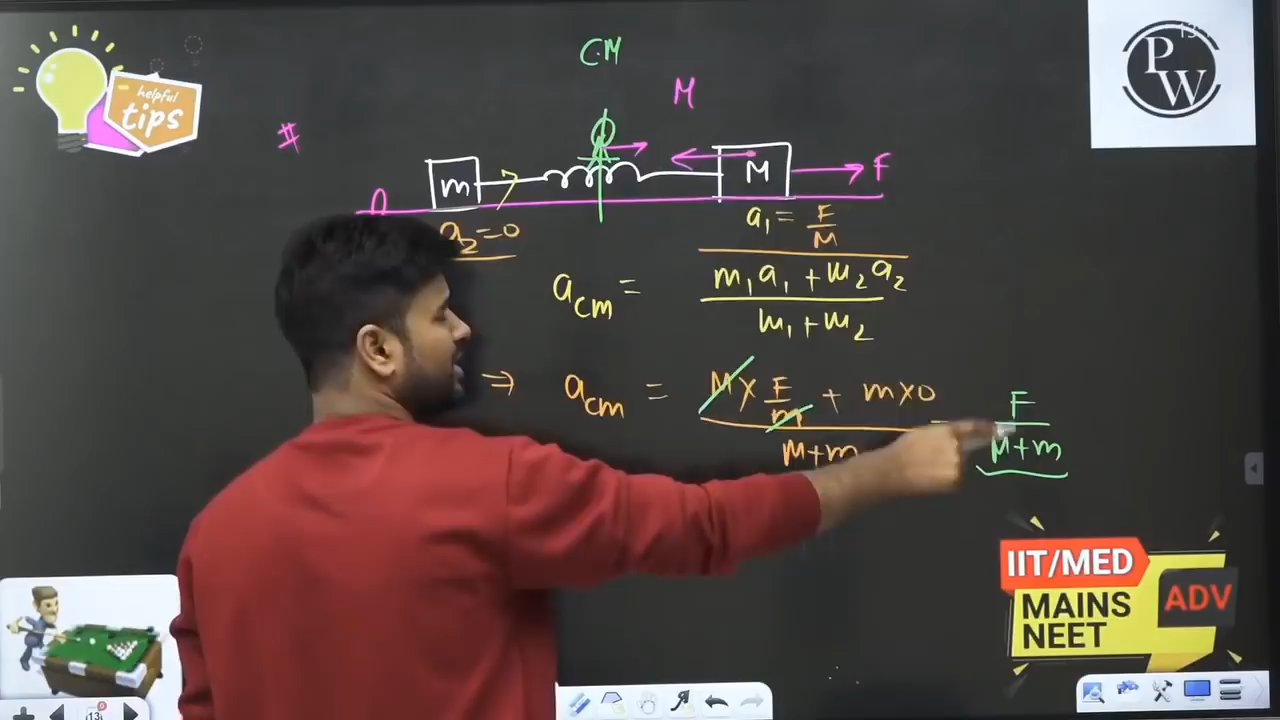 CM
M
helpful
tips
PW
#
m
M
F
a₂=0
a₁ = F/M
a_cm = (m₁a₁ + m₂a₂)/(m₁+m₂)
⇒ a_cm = (M × F/m + m×0)/(M+m)
F/(M+m)
IIT/MED
MAINS
NEET
ADV